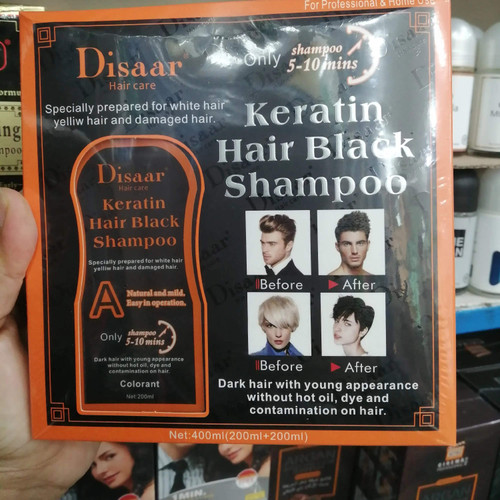 For Professional & Home Use
Disaar
Hair care
Only shampoo
5-10 mins
Specially prepared for white hair
yelliw hair and damaged hair.
Keratin
Hair Black
Shampoo
Disaar
Hair care
Keratin
Hair Black
Shampoo
Specially prepared for white hair
yelliw hair and damaged hair.
A
Natural and mild.
Easy in operation.
Only shampoo
5-10 mins
Dark hair with young appearance
without hot oil, dye and
contamination on hair.
Colorant
Net:200ml
Before
After
Before
After
Dark hair with young appearance
without hot oil, dye and
contamination on hair.
Net:400ml(200ml+200ml)